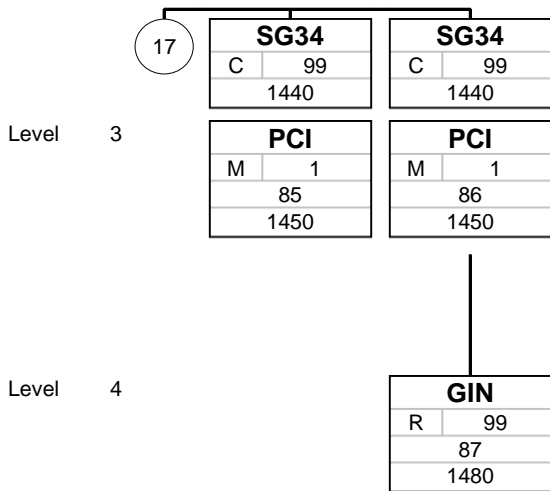 17
SG34 SG34
C 99 C 99
1440 1440
Level 3
PCI PCI
M 1 M 1
85 86
1450 1450
Level 4
GIN
R 99
87
1480